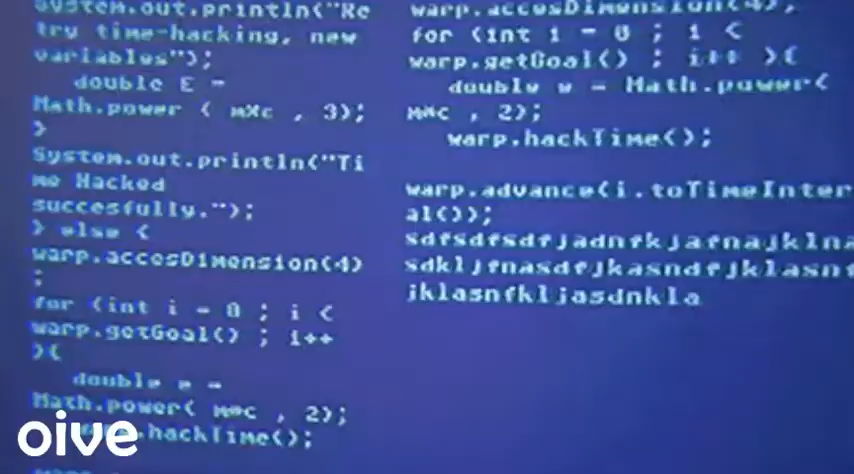 System.out.println("Re
try time-hacking, new
variables");
double E =
Math.power ( m*c , 3);
}
System.out.println("Ti
me Hacked
succesfully.");
} else {
warp.accesDimension(4)
;
for (int i = 0 ; i <
warp.getGoal() ; i++
){
double e =
Math.power( m*c , 2);
warp.hackTime();
warp.accesDimension(4);
for (int i = 0 ; i <
warp.getGoal() ; i++ ){
double e = Math.power(
m*c , 2);
warp.hackTime();
warp.advance(i.toTimeInter
al());
sdfsdfsdfjadnfkjafnajklna
sdkljfnasdfjkasndfjklasnf
jklasnfkljasdnkla
oive